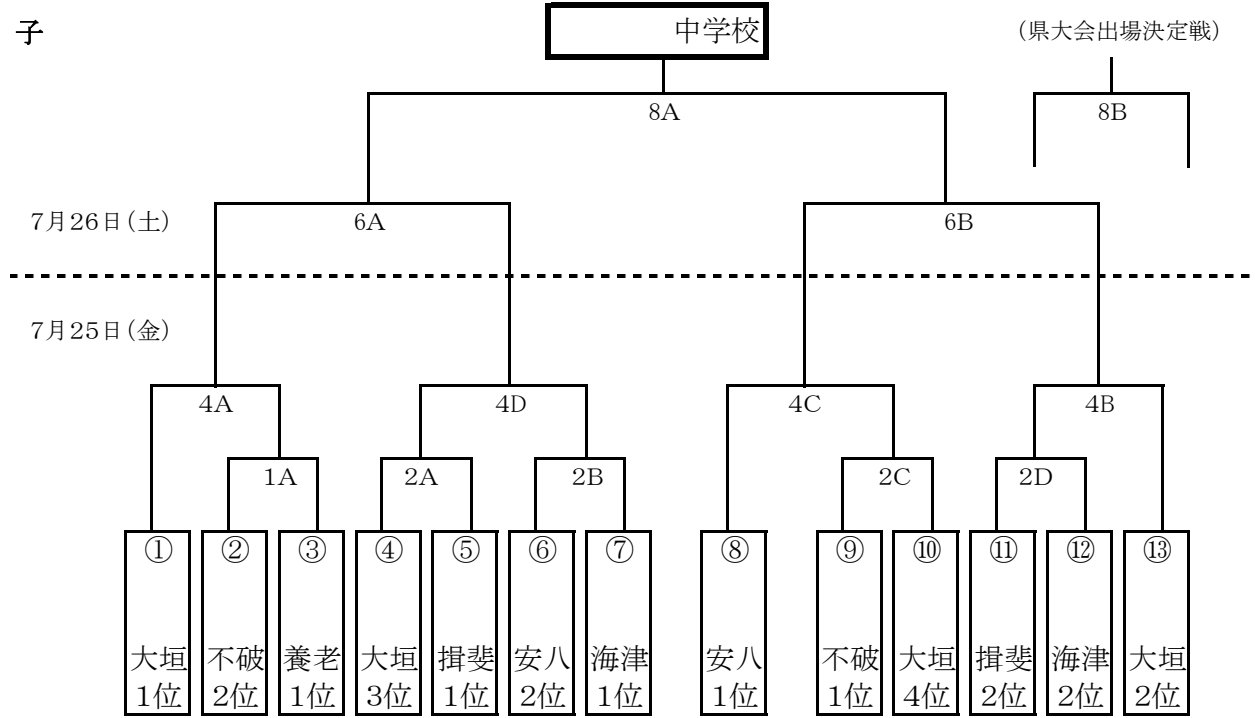 子
中学校
（県大会出場決定戦）
8A
8B
7月26日（土）
6A
6B
7月25日（金）
4A
4D
4C
4B
1A
2A
2B
2C
2D
① ② ③ ④ ⑤ ⑥ ⑦ ⑧ ⑨ ⑩ ⑪ ⑫ ⑬
大垣 不破 養老 大垣 揖斐 安八 海津 安八 不破 大垣 揖斐 海津 大垣
1位 2位 1位 3位 1位 2位 1位 1位 1位 4位 2位 2位 2位